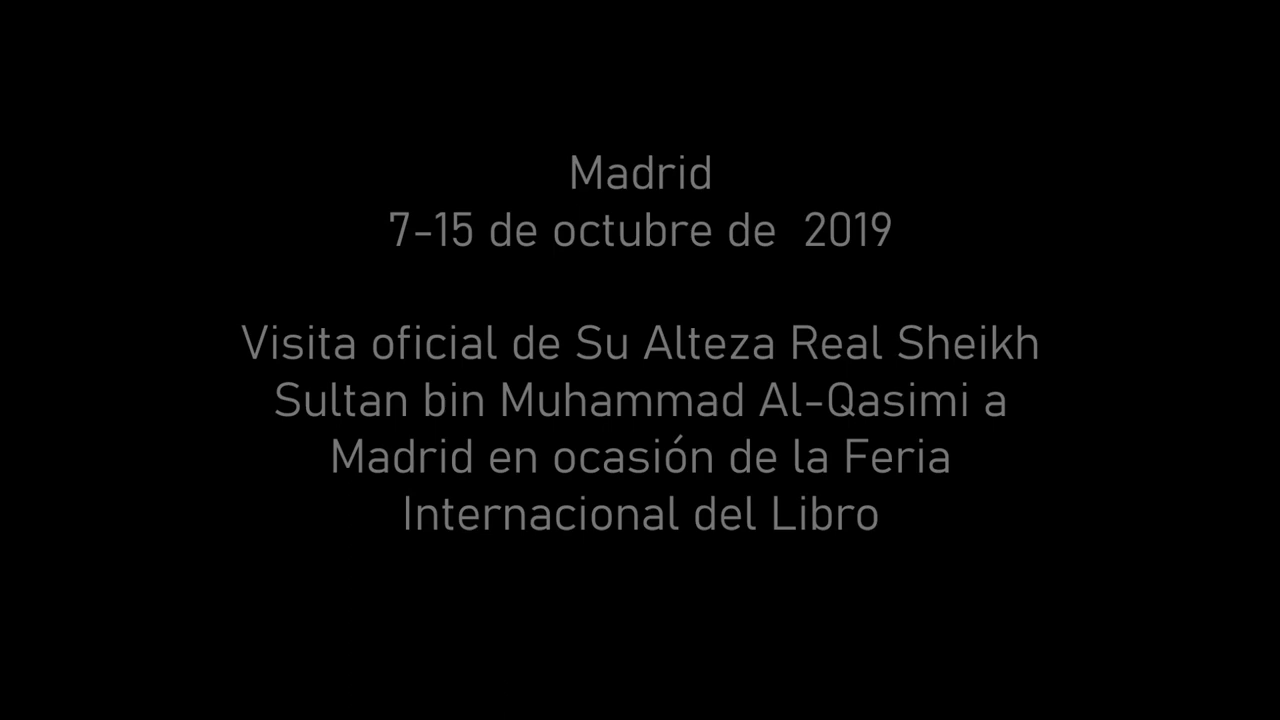 Madrid
7-15 de octubre de  2019
Visita oficial de Su Alteza Real Sheikh
Sultan bin Muhammad Al-Qasimi a
Madrid en ocasión de la Feria
Internacional del Libro